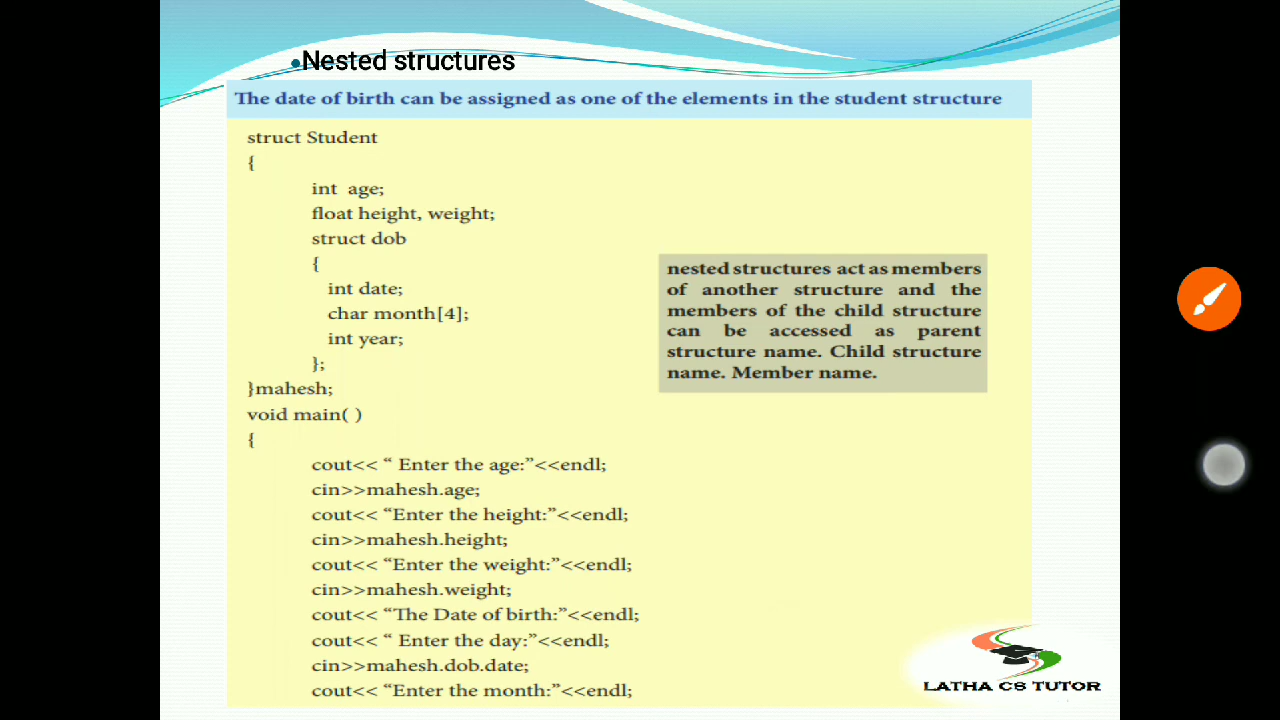 •Nested structures
The date of birth can be assigned as one of the elements in the student structure
struct Student
{
int age;
float height, weight;
struct dob
{
int date;
char month[4];
int year;
};
}mahesh;
void main( )
{
cout<< “ Enter the age:”<<endl;
cin>>mahesh.age;
cout<< “Enter the height:”<<endl;
cin>>mahesh.height;
cout<< “Enter the weight:”<<endl;
cin>>mahesh.weight;
cout<< “The Date of birth:”<<endl;
cout<< “ Enter the day:”<<endl;
cin>>mahesh.dob.date;
cout<< “Enter the month:”<<endl;
nested structures act as members
of another structure and the
members of the child structure
can be accessed as parent
structure name. Child structure
name. Member name.
LATHA CS TUTOR